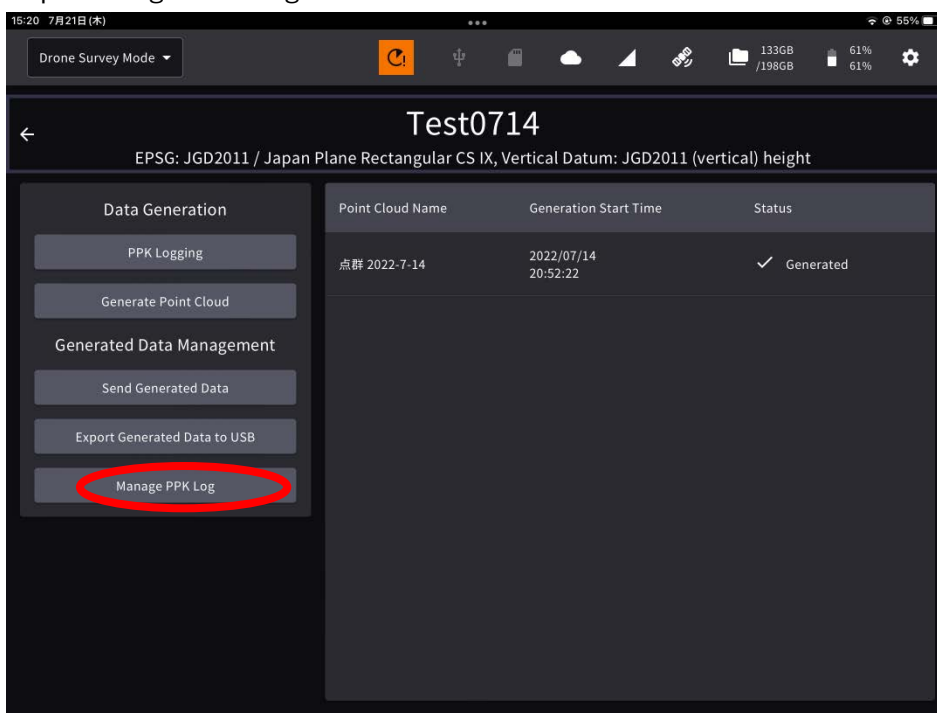 15:20 7月21日(木)
55%
Drone Survey Mode
133GB
/198GB
61%
61%
Test0714
EPSG: JGD2011 / Japan Plane Rectangular CS IX, Vertical Datum: JGD2011 (vertical) height
Data Generation
PPK Logging
Generate Point Cloud
Generated Data Management
Send Generated Data
Export Generated Data to USB
Manage PPK Log
Point Cloud Name
Generation Start Time
Status
点群 2022-7-14
2022/07/14
20:52:22
Generated